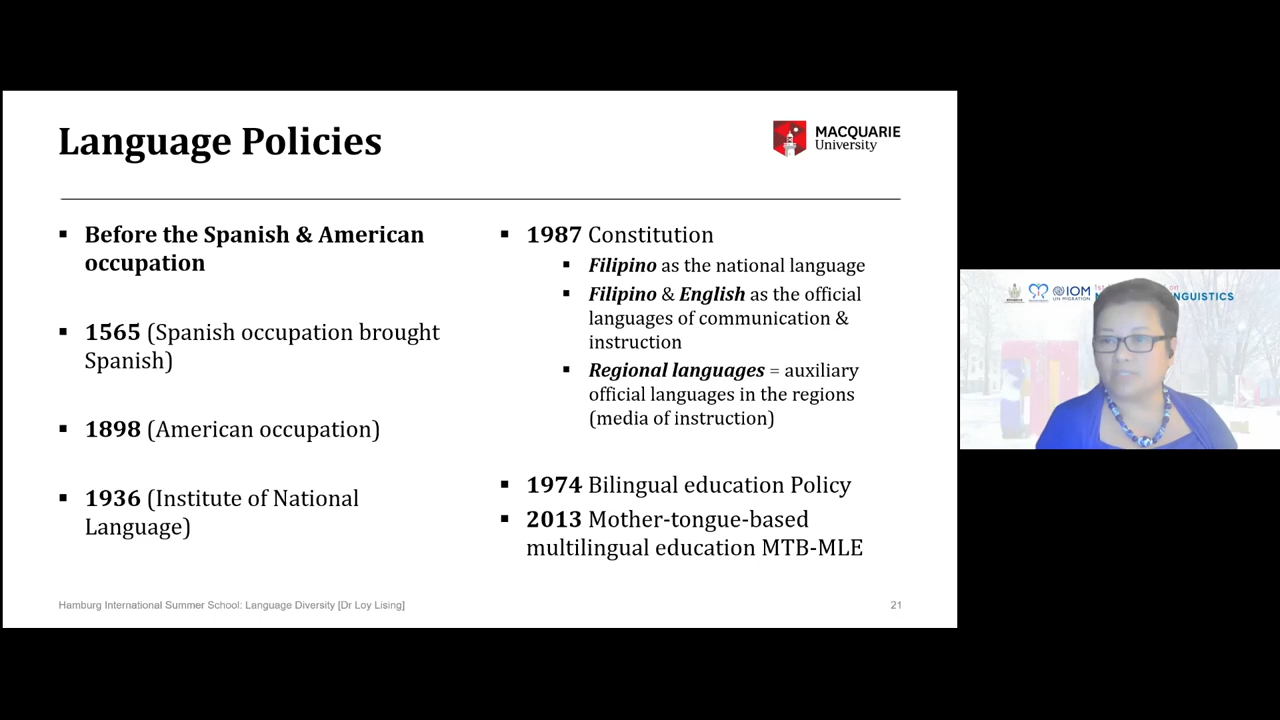 Language Policies
MACQUARIE
University
▪ Before the Spanish & American
occupation
▪ 1565 (Spanish occupation brought
Spanish)
▪ 1898 (American occupation)
▪ 1936 (Institute of National
Language)
▪ 1987 Constitution
▪ Filipino as the national language
▪ Filipino & English as the official
languages of communication &
instruction
▪ Regional languages = auxiliary
official languages in the regions
(media of instruction)
▪ 1974 Bilingual education Policy
▪ 2013 Mother-tongue-based
multilingual education MTB-MLE
Hamburg International Summer School: Language Diversity [Dr Loy Lising]
21
IOM
UN MIGRATION